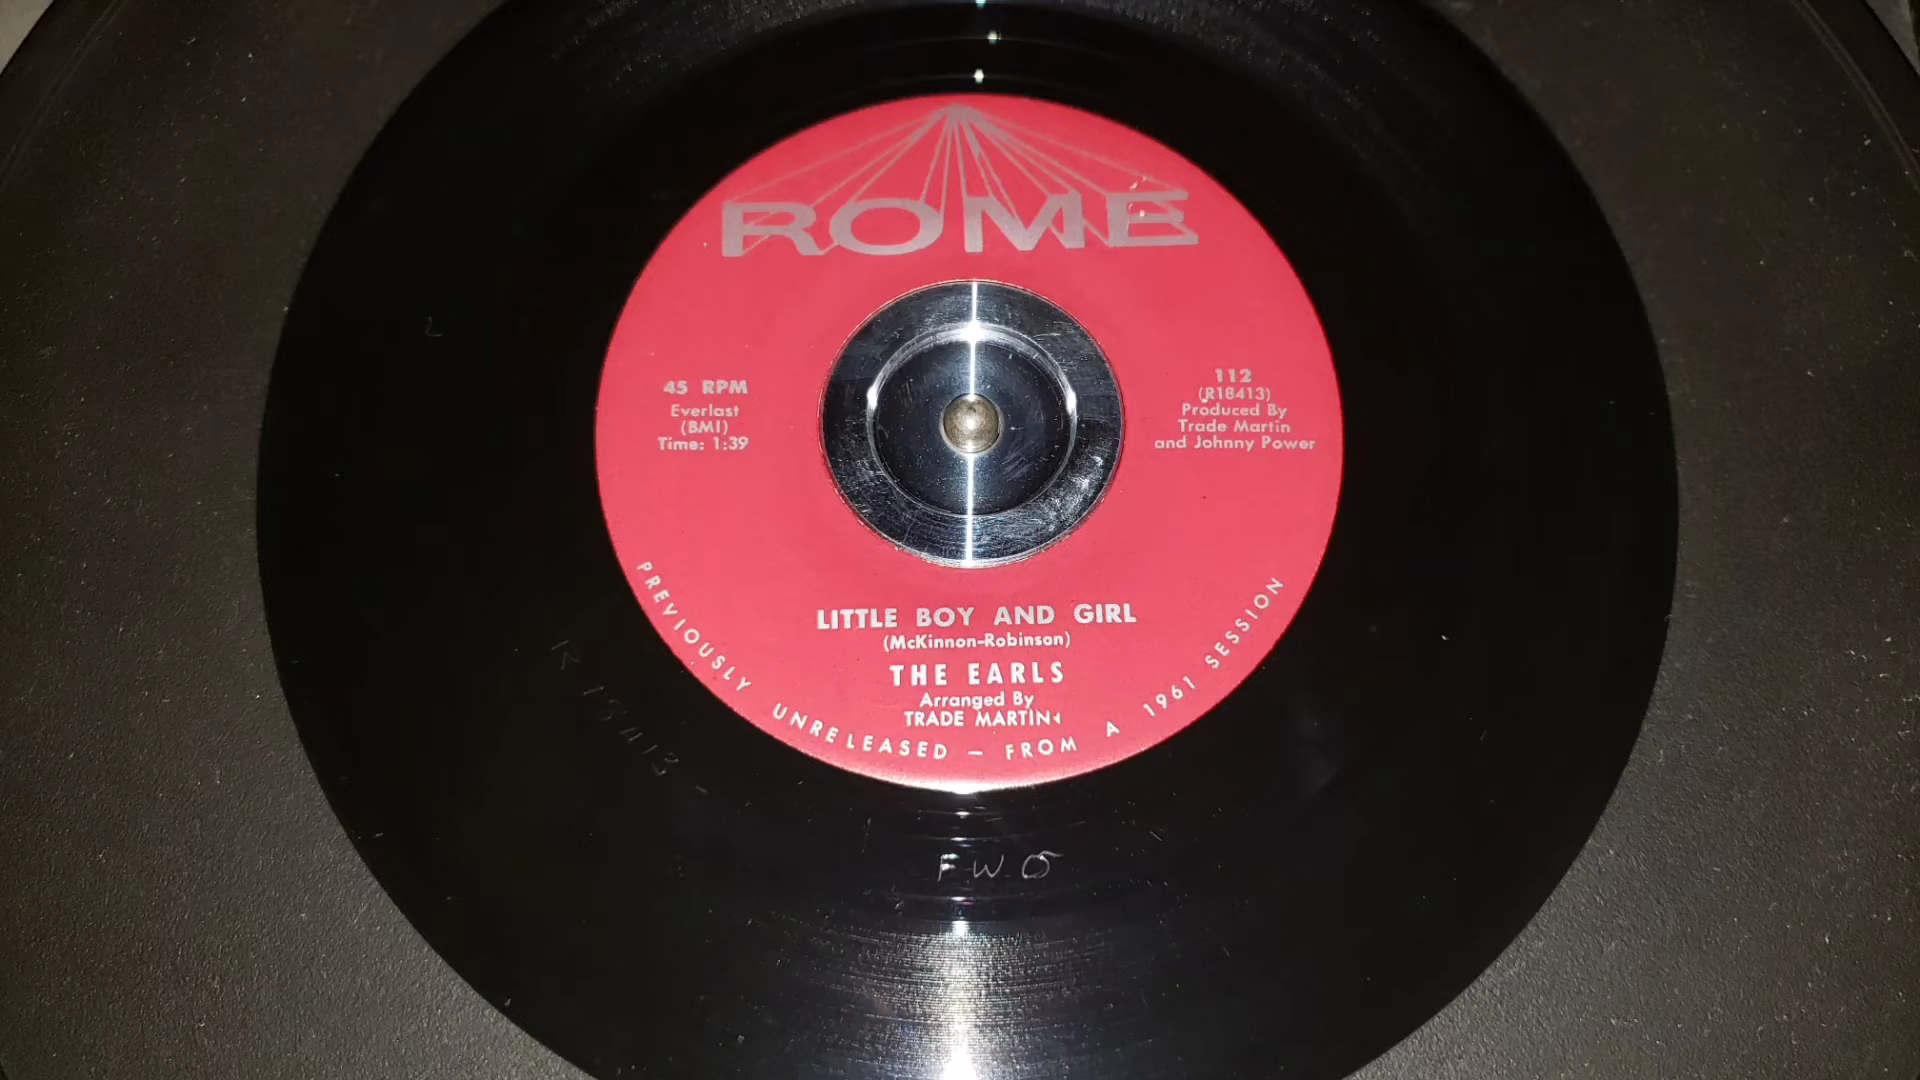 ROME
45 RPM
Everlast
(BMI)
Time: 1:39
112
(R18413)
Produced By
Trade Martin
and Johnny Power
LITTLE BOY AND GIRL
(McKinnon-Robinson)
THE EARLS
Arranged By
TRADE MARTIN
PREVIOUSLY UNRELEASED – FROM A 1961 SESSION
R18413